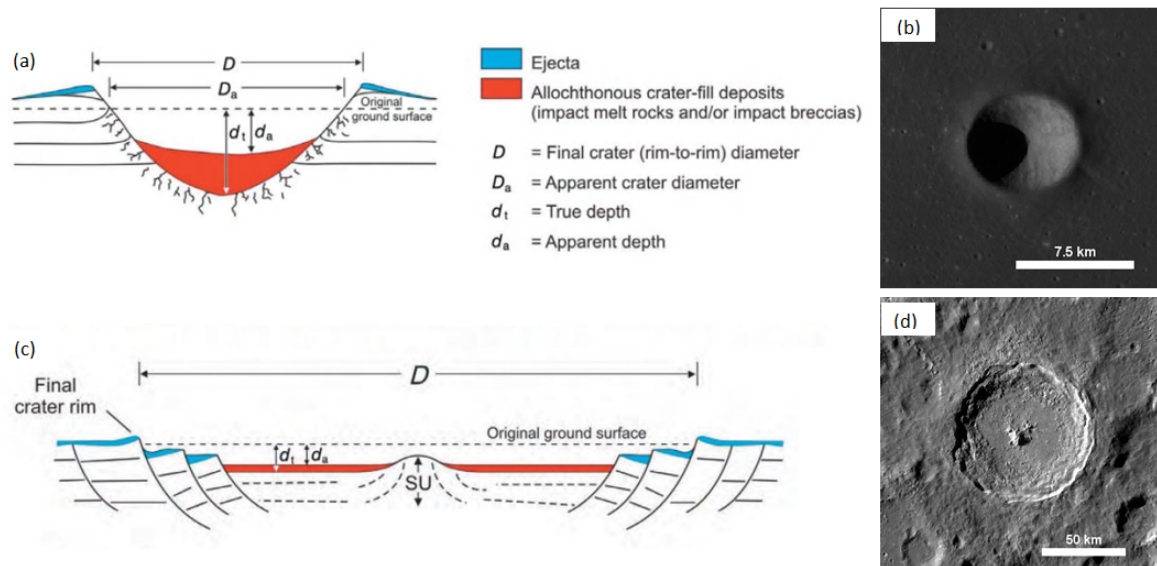 (a)
D
Dₐ
Original
ground surface
dₜ
dₐ
Ejecta
Allochthonous crater-fill deposits
(impact melt rocks and/or impact breccias)
D = Final crater (rim-to-rim) diameter
Dₐ = Apparent crater diameter
dₜ = True depth
dₐ = Apparent depth
(b)
7.5 km
(c)
D
Final
crater rim
Original ground surface
dₜ
dₐ
SU
(d)
50 km